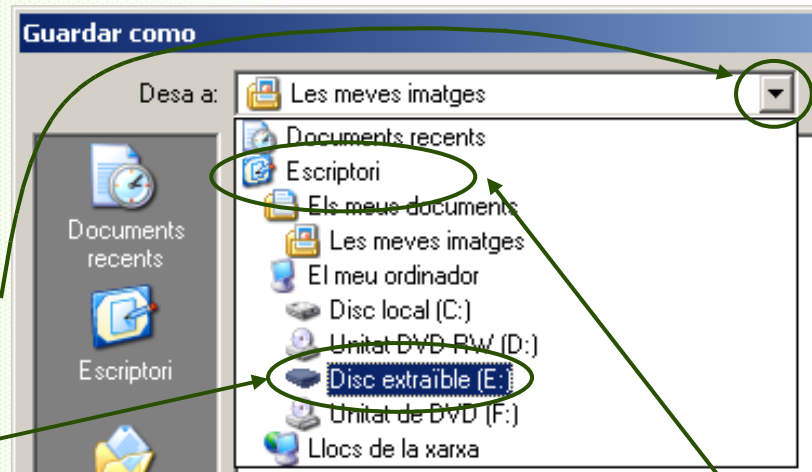 Guardar como
Desa a:
Les meves imatges
Documents recents
Escriptori
Els meus documents
Les meves imatges
El meu ordinador
Disc local (C:)
Unitat DVD-RW (D:)
Disc extraïble (E:)
Unitat de DVD (F:)
Llocs de la xarxa
Documents
recents
Escriptori